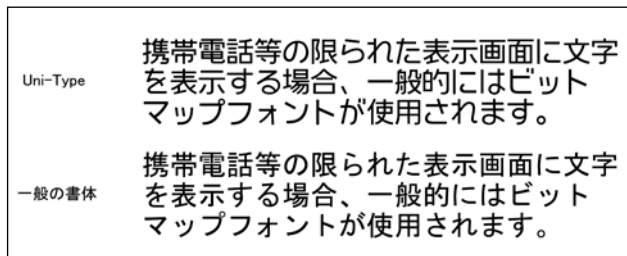 Uni-Type
携帯電話等の限られた表示画面に文字
を表示する場合、一般的にはビット
マップフォントが使用されます。
一般の書体
携帯電話等の限られた表示画面に文字
を表示する場合、一般的にはビット
マップフォントが使用されます。